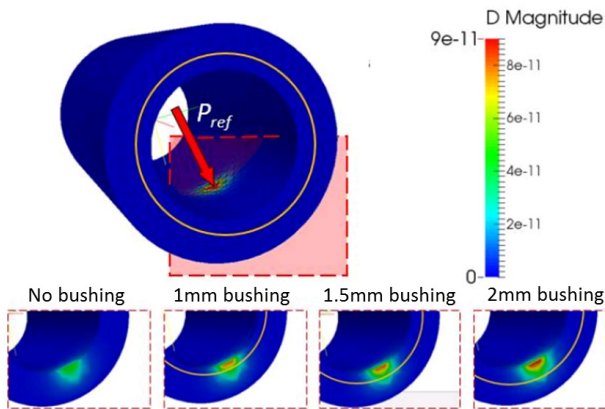 D Magnitude
9e-11
8e-11
6e-11
4e-11
2e-11
0
P_ref
No bushing
1mm bushing
1.5mm bushing
2mm bushing